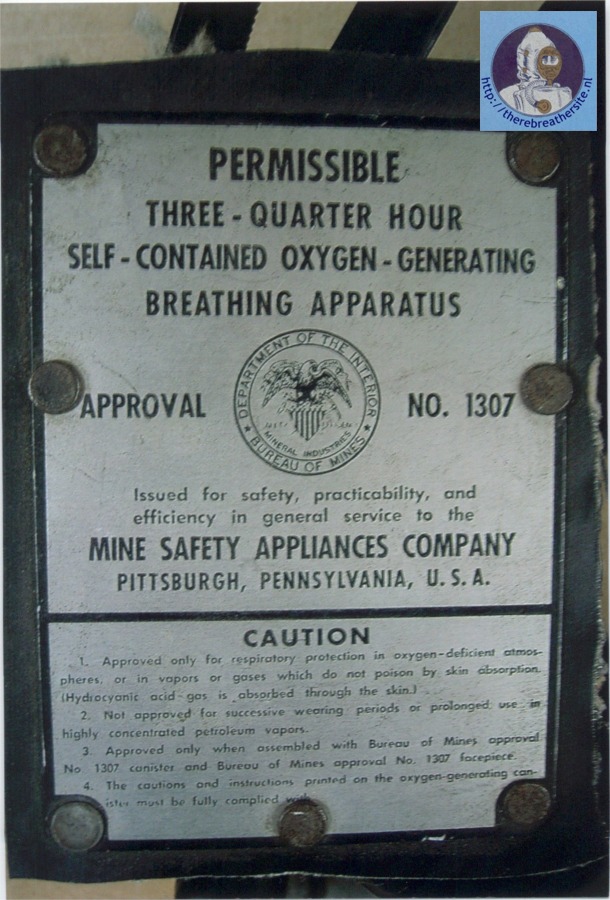 http://therebreathersite.nl
PERMISSIBLE
THREE-QUARTER HOUR
SELF-CONTAINED OXYGEN-GENERATING
BREATHING APPARATUS
DEPARTMENT OF THE INTERIOR
MINERAL INDUSTRIES
BUREAU OF MINES
APPROVAL NO. 1307
Issued for safety, practicability, and
efficiency in general service to the
MINE SAFETY APPLIANCES COMPANY
PITTSBURGH, PENNSYLVANIA, U.S.A.
CAUTION
1. Approved only for respiratory protection in oxygen-deficient atmos-
pheres, or in vapors or gases which do not poison by skin absorption.
(Hydrocyanic acid gas is absorbed through the skin.)
2. Not approved for successive wearing periods or prolonged use in
highly concentrated petroleum vapors.
3. Approved only when assembled with Bureau of Mines approval
No. 1307 canister and Bureau of Mines approval No. 1307 facepiece.
4. The cautions and instructions printed on the oxygen-generating can-
ister must be fully complied with